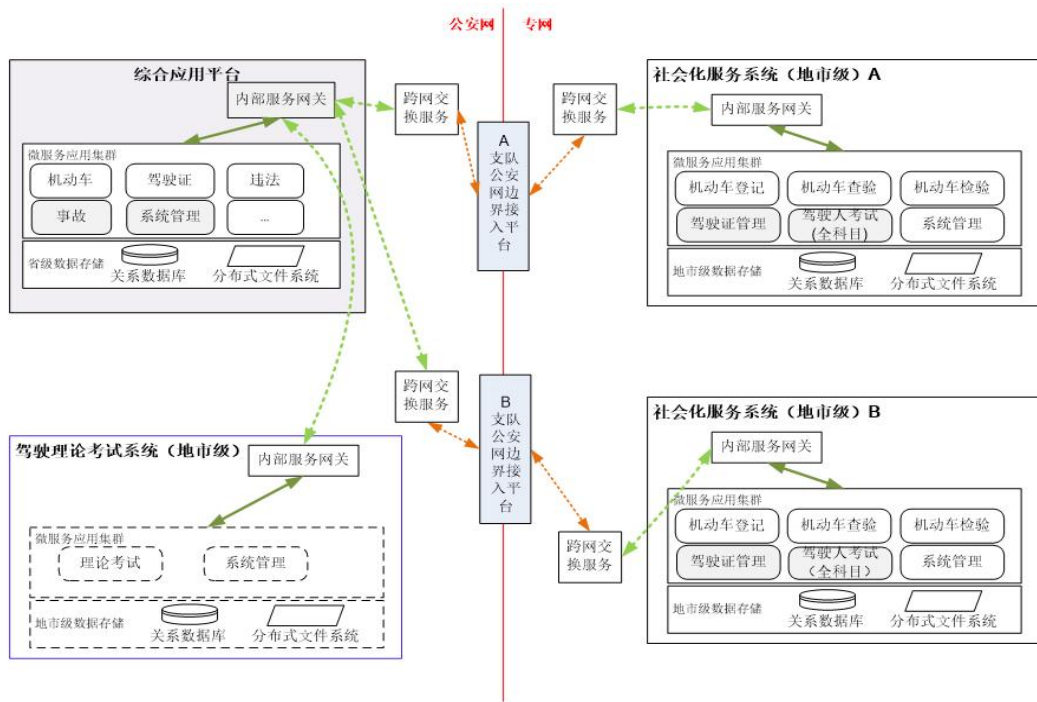 公安网
专网
综合应用平台
内部服务网关
微服务应用集群
机动车
驾驶证
违法
事故
系统管理
...
省级数据存储
关系数据库
分布式文件系统
跨网交
换服务
A
支队
公安
网边
界接
入平
台
跨网交
换服务
社会化服务系统（地市级）A
内部服务网关
微服务应用集群
机动车登记
机动车查验
机动车检验
驾驶证管理
驾驶人考试
(全科目)
系统管理
地市级数据存储
关系数据库
分布式文件系统
驾驶理论考试系统（地市级）
内部服务网关
微服务应用集群
理论考试
系统管理
地市级数据存储
关系数据库
分布式文件系统
跨网交
换服务
B
支队
公安
网边
界接
入平
台
跨网交
换服务
社会化服务系统（地市级）B
内部服务网关
微服务应用集群
机动车登记
机动车查验
机动车检验
驾驶证管理
驾驶人考试
（全科目）
系统管理
地市级数据存储
关系数据库
分布式文件系统